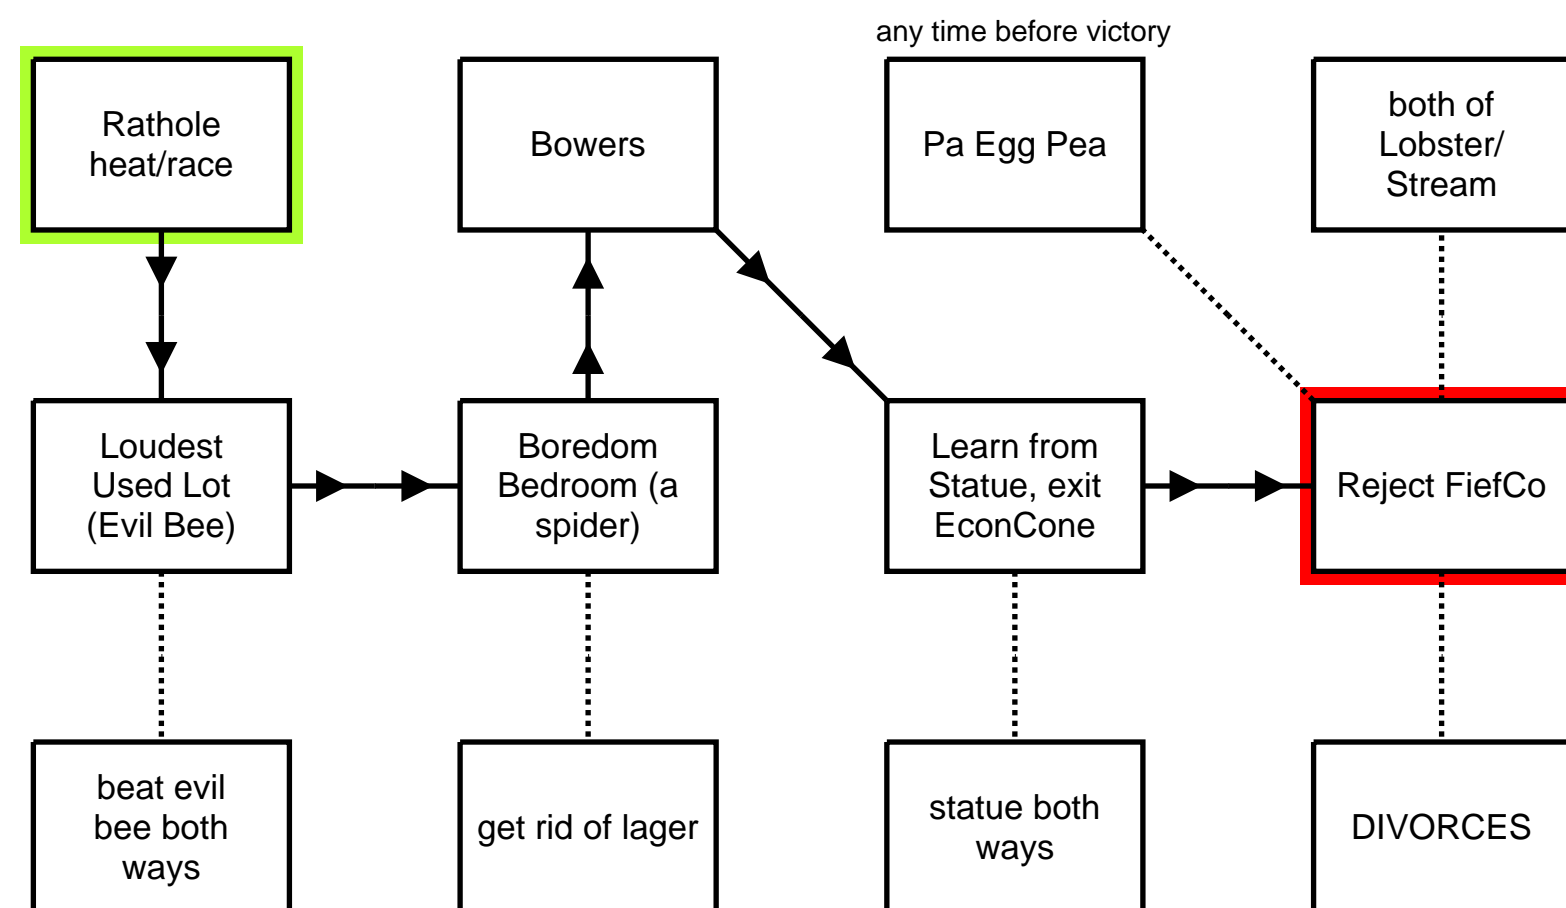 any time before victory
Rathole
heat/race
Bowers
Pa Egg Pea
both of
Lobster/
Stream
Loudest
Used Lot
(Evil Bee)
Boredom
Bedroom (a
spider)
Learn from
Statue, exit
EconCone
Reject FiefCo
beat evil
bee both
ways
get rid of lager
statue both
ways
DIVORCES